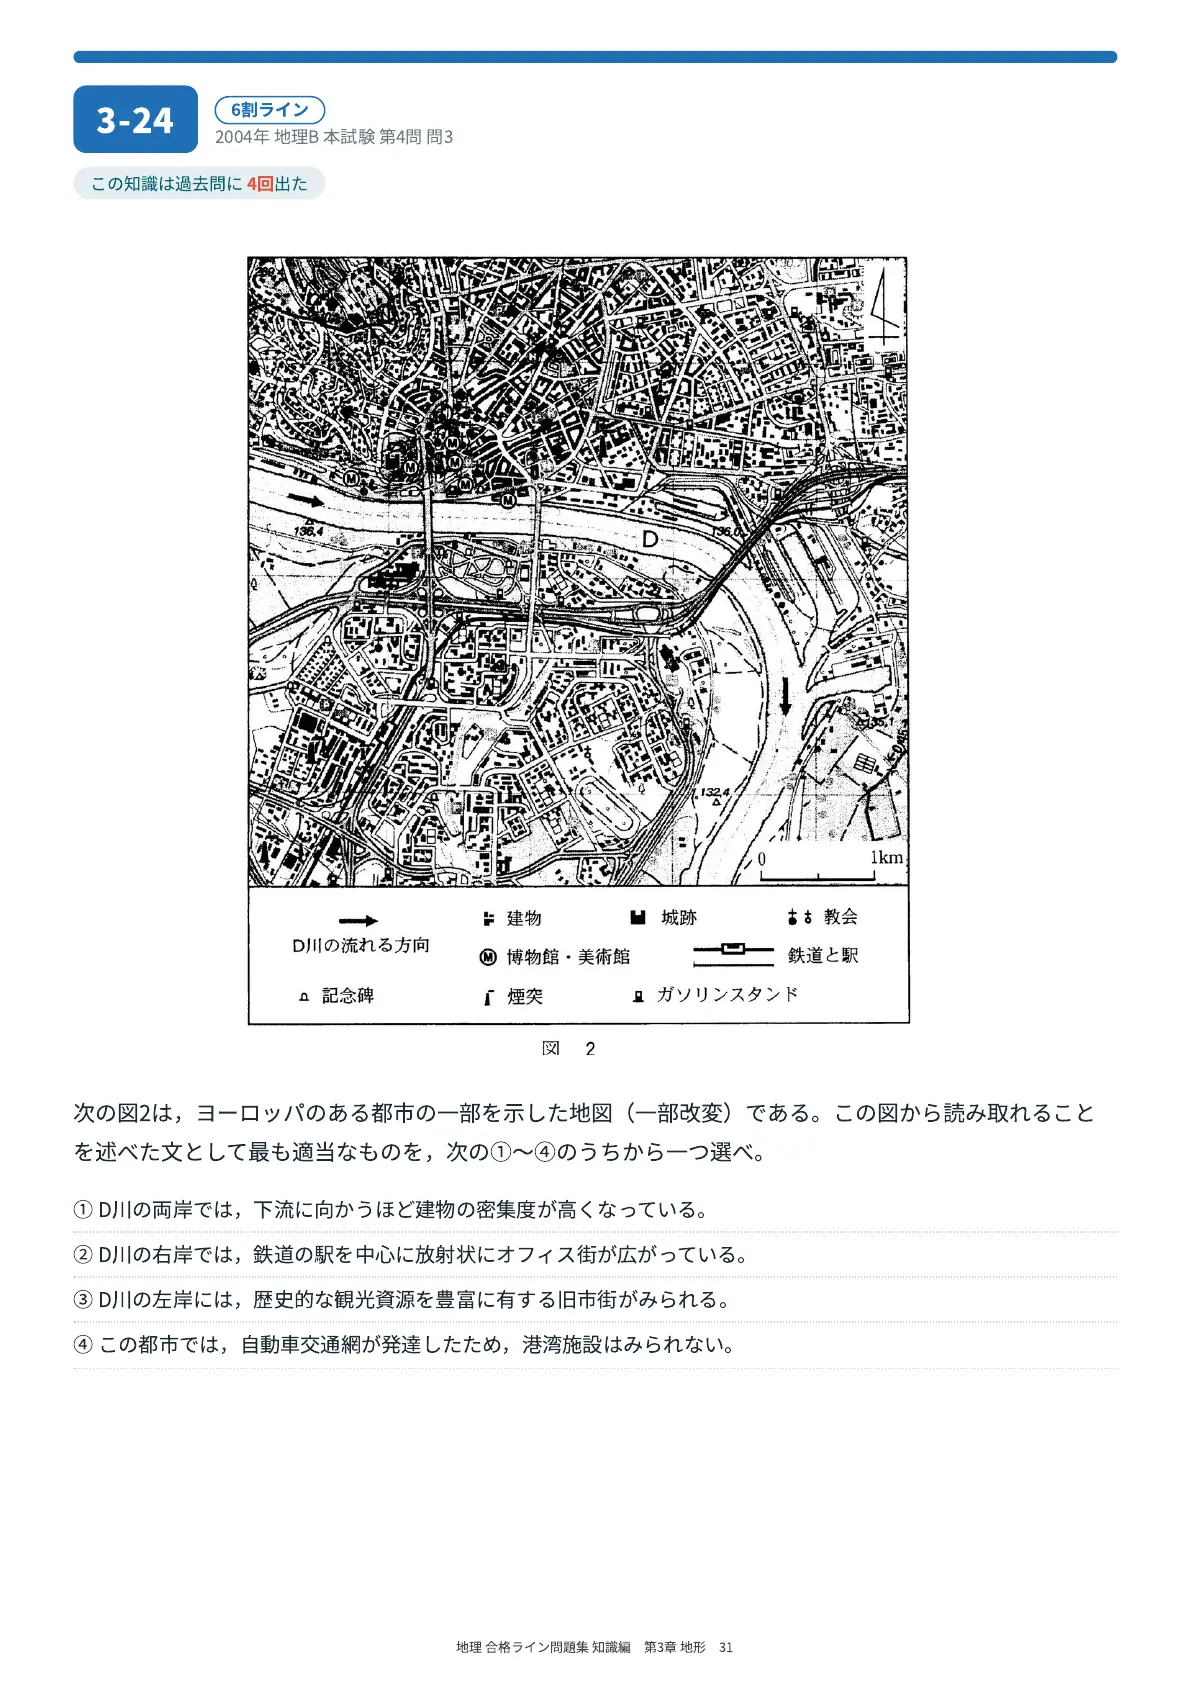 3-24
6割ライン
2004年 地理B 本試験 第4問 問3
この知識は過去問に 4回出た
136.4
D
136.0
135.1
132.4
0 1km
D川の流れる方向
建物
城跡
教会
博物館・美術館
鉄道と駅
記念碑
煙突
ガソリンスタンド
図 2
次の図2は，ヨーロッパのある都市の一部を示した地図（一部改変）である。この図から読み取れること
を述べた文として最も適当なものを，次の①～④のうちから一つ選べ。
① D川の両岸では，下流に向かうほど建物の密集度が高くなっている。
② D川の右岸では，鉄道の駅を中心に放射状にオフィス街が広がっている。
③ D川の左岸には，歴史的な観光資源を豊富に有する旧市街がみられる。
④ この都市では，自動車交通網が発達したため，港湾施設はみられない。
地理 合格ライン問題集 知識編 第3章 地形 31